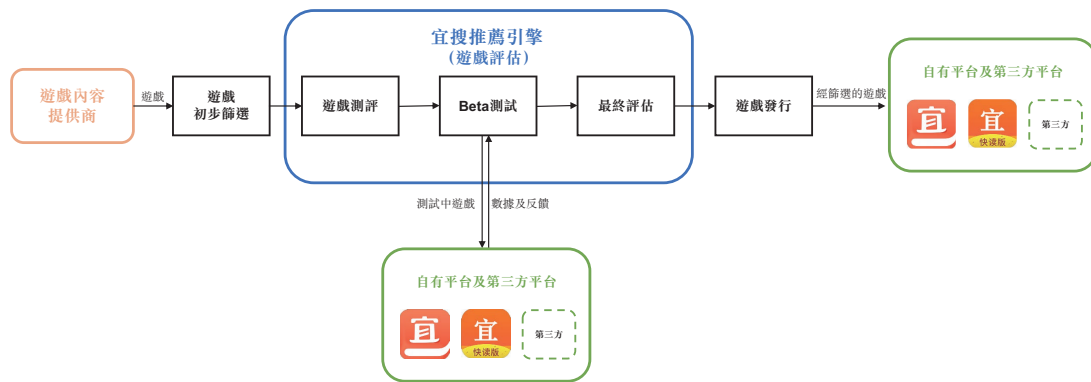 宜搜推薦引擎
(遊戲評估)
遊戲內容
提供商
遊戲
遊戲
初步篩選
遊戲測評
Beta測試
最終評估
遊戲發行
經篩選的遊戲
自有平台及第三方平台
宜
宜
快读版
第三方
測試中遊戲
數據及反饋
自有平台及第三方平台
宜
宜
快读版
第三方